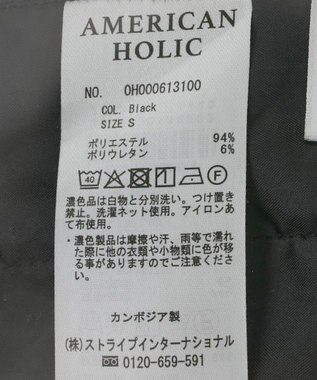 AMERICAN
HOLIC
NO. OH000613100
COL. Black
SIZE S
ポリエステル 94%
ポリウレタン 6%
40 F
濃色品は白物と分別洗い。つけ置き
禁止。洗濯ネット使用。アイロンあ
て布使用。
・濃色製品は摩擦や汗、雨等で濡れ
た際に他の衣類や小物類に色が移
る事がありますのでご注意
ください。
カンボジア製
(株)ストライプインターナショナル
0120-659-591